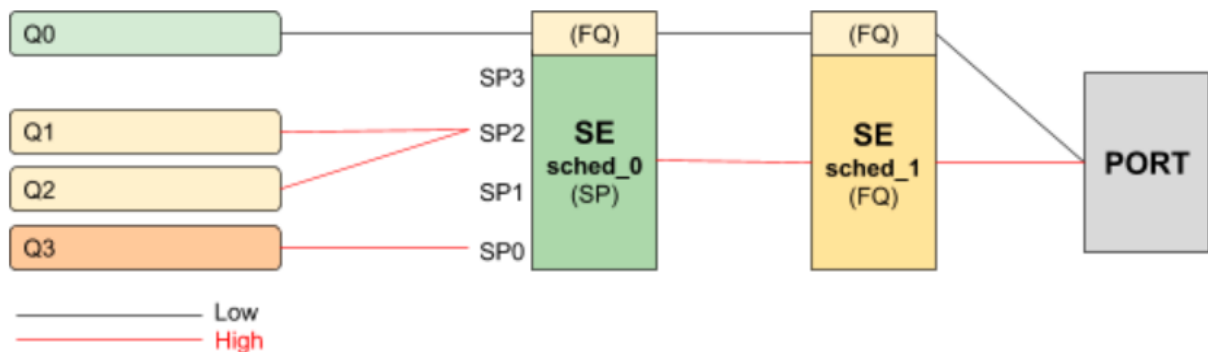 Q0
Q1
Q2
Q3
SP3
SP2
SP1
SP0
(FQ)
SE
sched_0
(SP)
(FQ)
SE
sched_1
(FQ)
PORT
Low
High